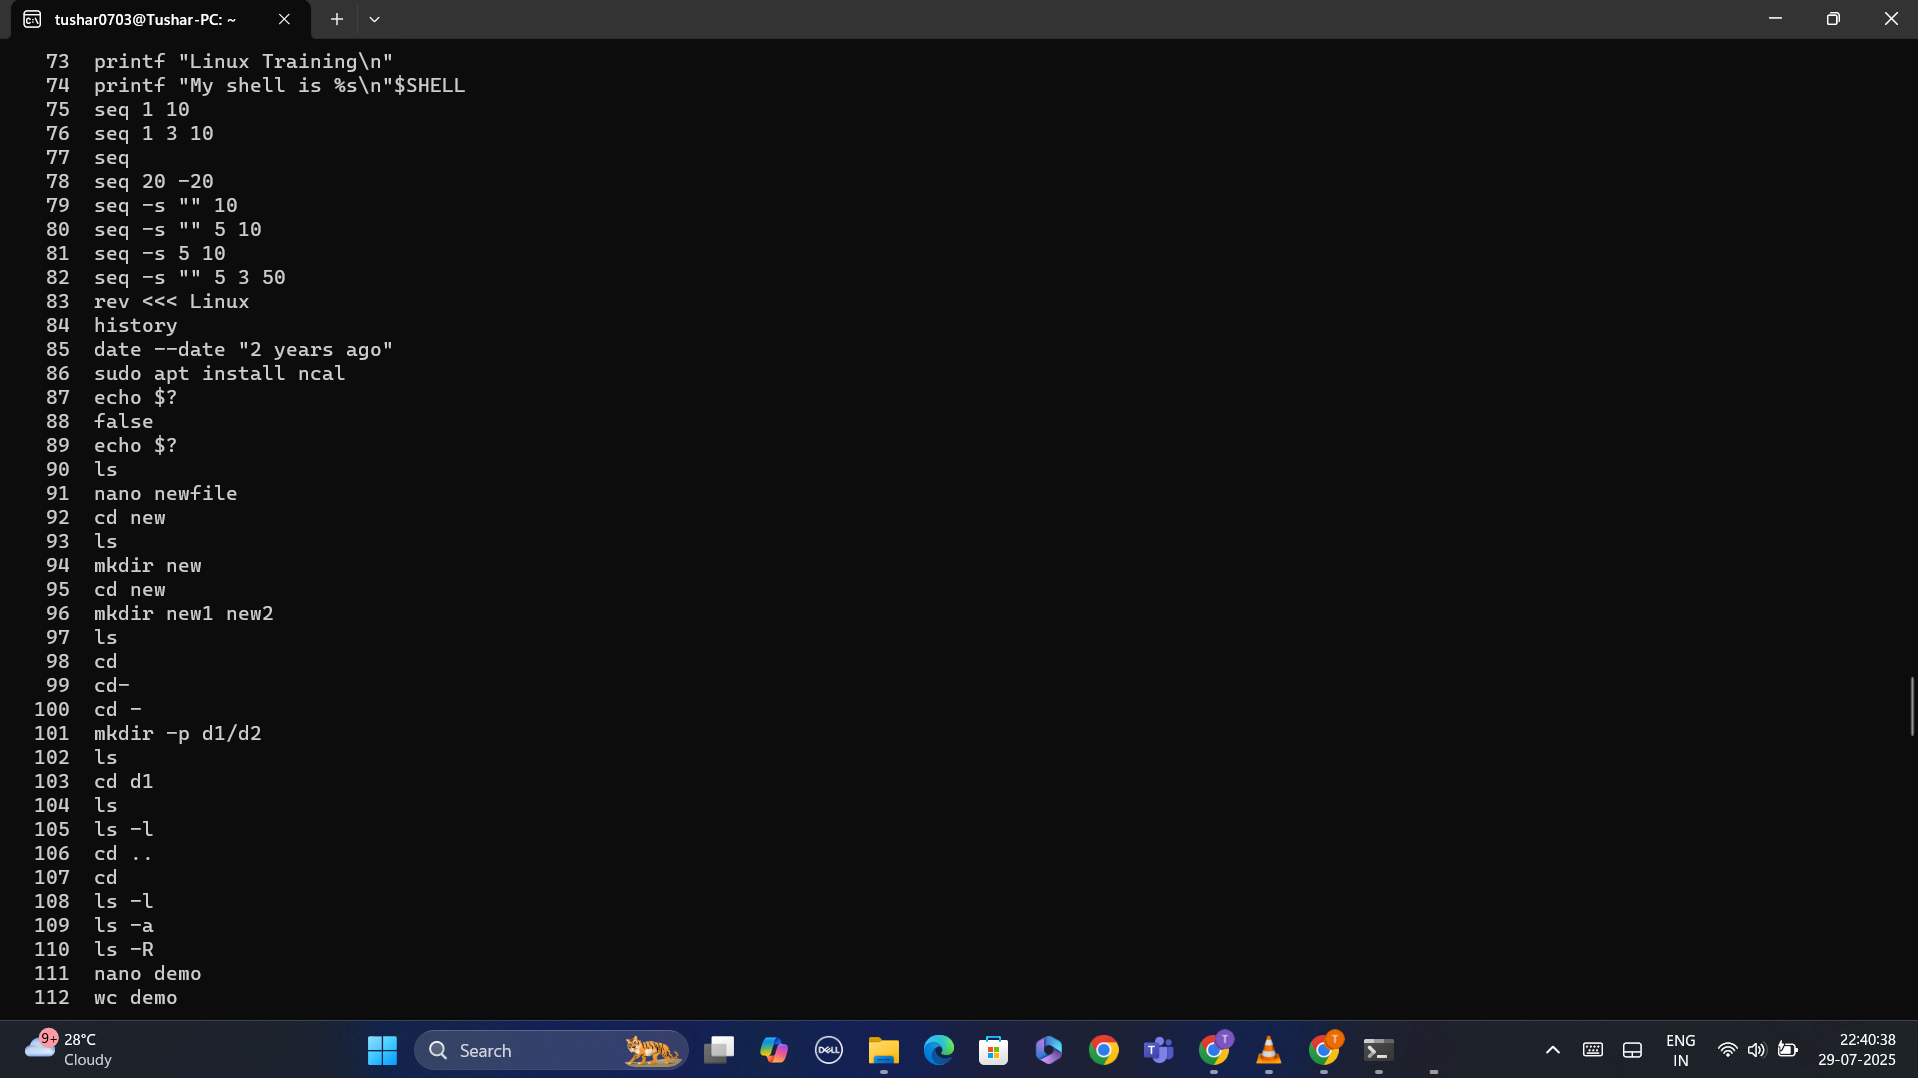 tushar0703@Tushar-PC: ~
73 printf "Linux Training\n"
74 printf "My shell is %s\n"$SHELL
75 seq 1 10
76 seq 1 3 10
77 seq
78 seq 20 -20
79 seq -s "" 10
80 seq -s "" 5 10
81 seq -s 5 10
82 seq -s "" 5 3 50
83 rev <<< Linux
84 history
85 date --date "2 years ago"
86 sudo apt install ncal
87 echo $?
88 false
89 echo $?
90 ls
91 nano newfile
92 cd new
93 ls
94 mkdir new
95 cd new
96 mkdir new1 new2
97 ls
98 cd
99 cd-
100 cd -
101 mkdir -p d1/d2
102 ls
103 cd d1
104 ls
105 ls -l
106 cd ..
107 cd
108 ls -l
109 ls -a
110 ls -R
111 nano demo
112 wc demo
9+
28°C
Cloudy
Search
DELL
T
T
T
ENG
IN
22:40:38
29-07-2025